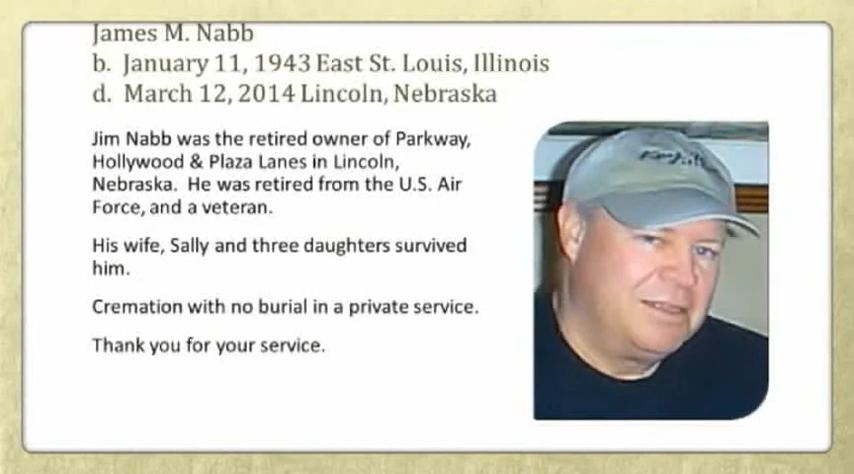 James M. Nabb
b. January 11, 1943 East St. Louis, Illinois
d. March 12, 2014 Lincoln, Nebraska
Jim Nabb was the retired owner of Parkway,
Hollywood & Plaza Lanes in Lincoln,
Nebraska. He was retired from the U.S. Air
Force, and a veteran.
His wife, Sally and three daughters survived
him.
Cremation with no burial in a private service.
Thank you for your service.